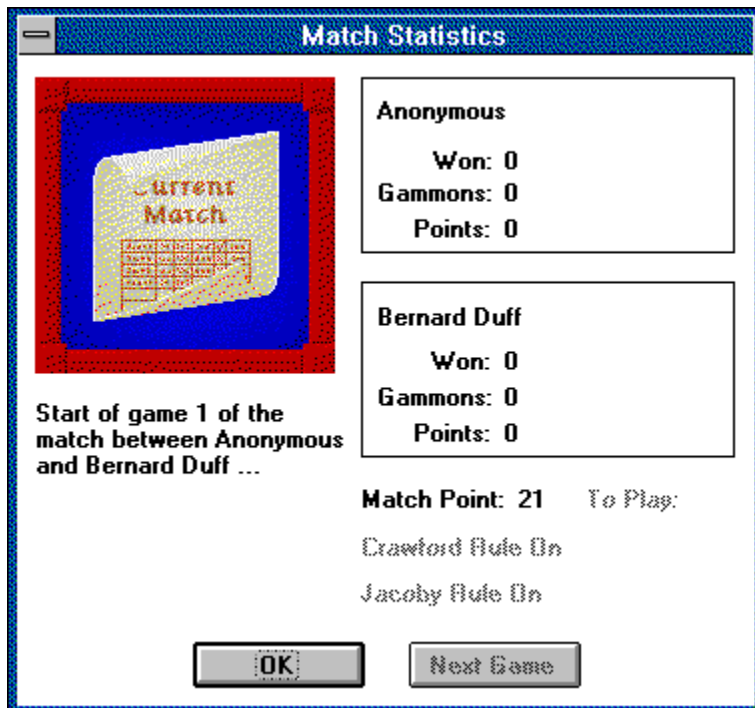 Match Statistics
Current
Match
Anonymous
Won: 0
Gammons: 0
Points: 0
Bernard Duff
Won: 0
Gammons: 0
Points: 0
Start of game 1 of the
match between Anonymous
and Bernard Duff ...
Match Point: 21 To Play:
Crawford Rule On
Jacoby Rule On
OK Next Game